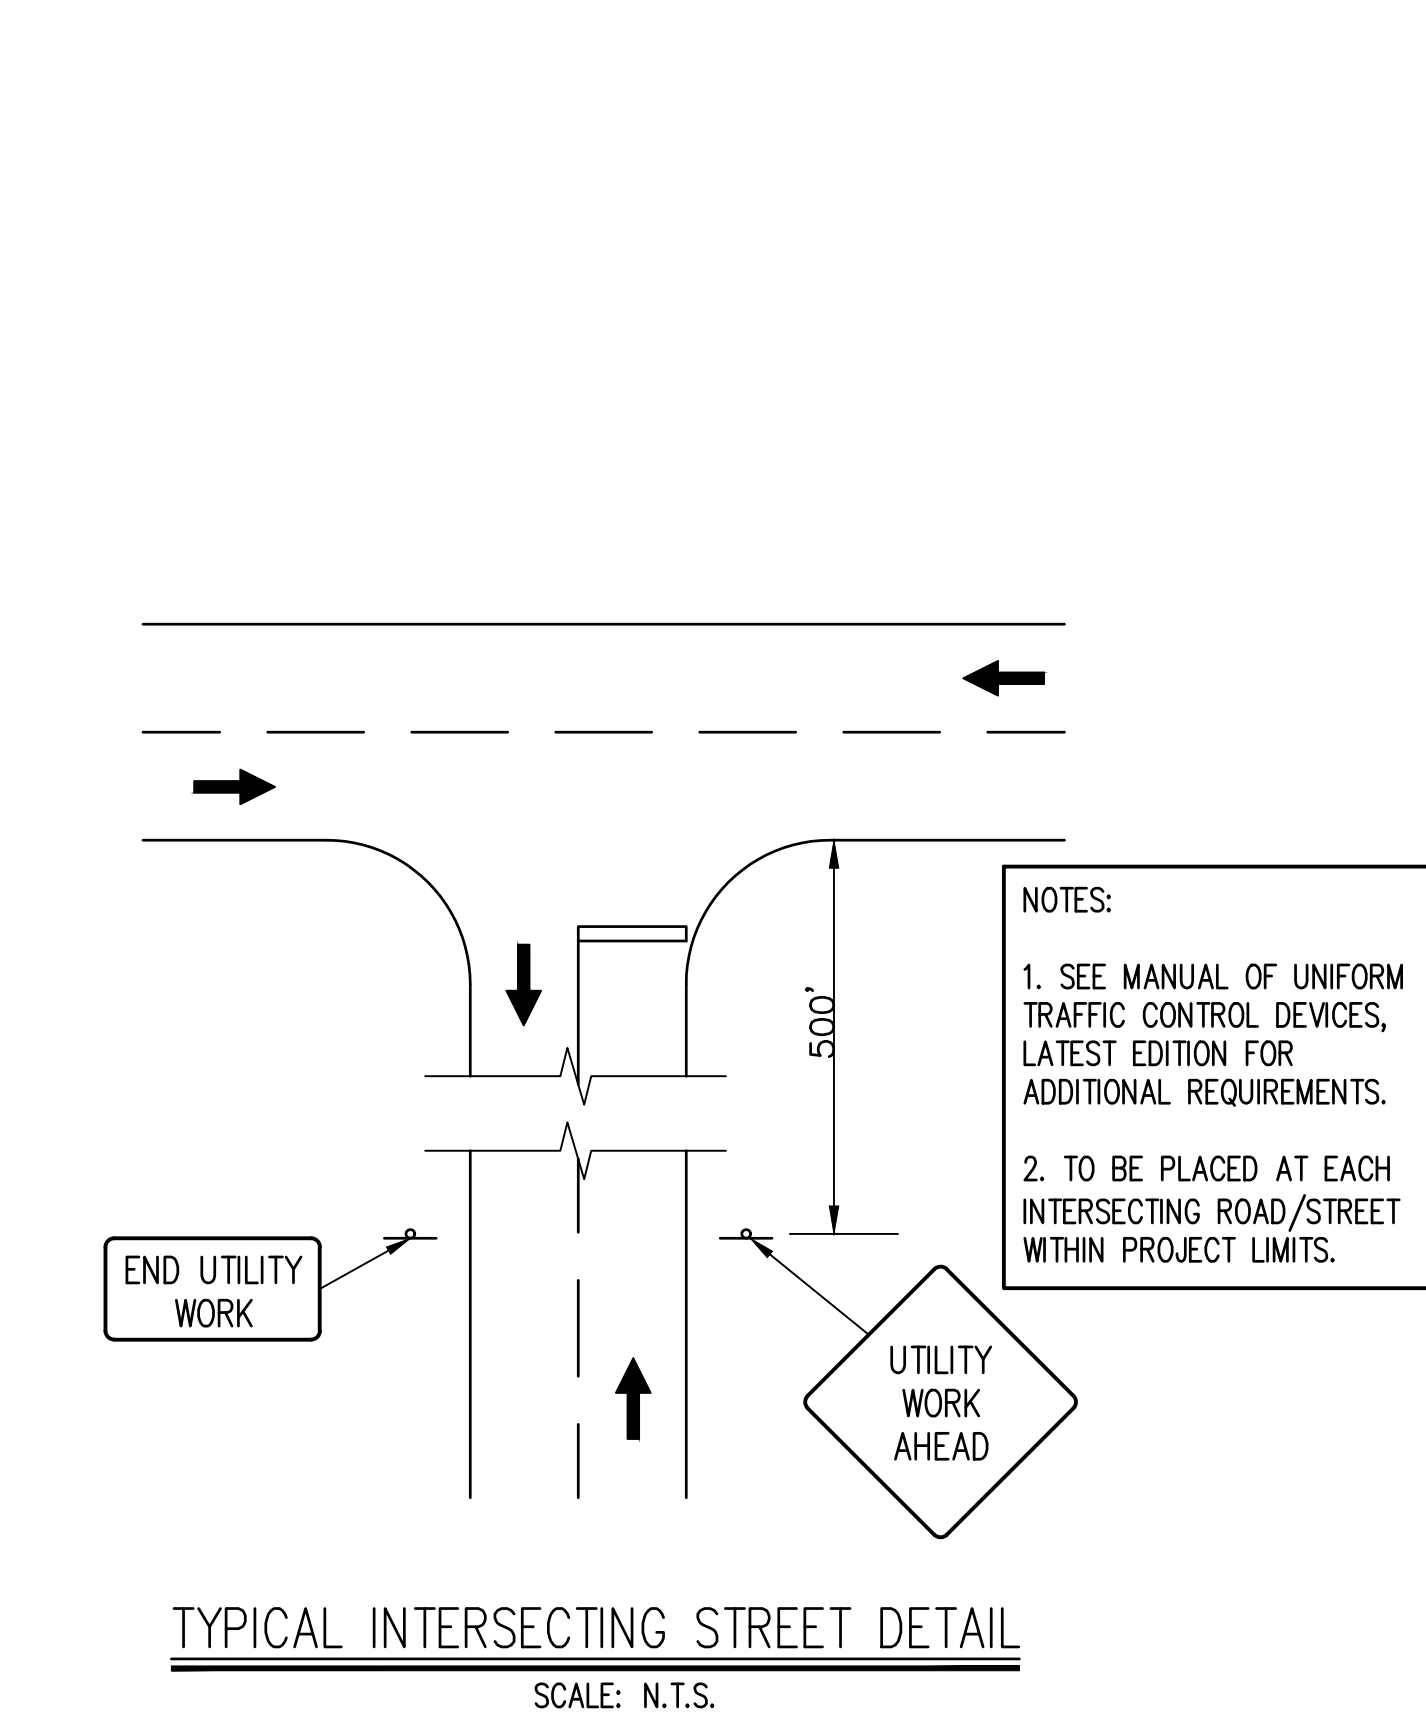 500'
NOTES:
1. SEE MANUAL OF UNIFORM
TRAFFIC CONTROL DEVICES,
LATEST EDITION FOR
ADDITIONAL REQUIREMENTS.
2. TO BE PLACED AT EACH
INTERSECTING ROAD/STREET
WITHIN PROJECT LIMITS.
END UTILITY
WORK
UTILITY
WORK
AHEAD
TYPICAL INTERSECTING STREET DETAIL
SCALE: N.T.S.